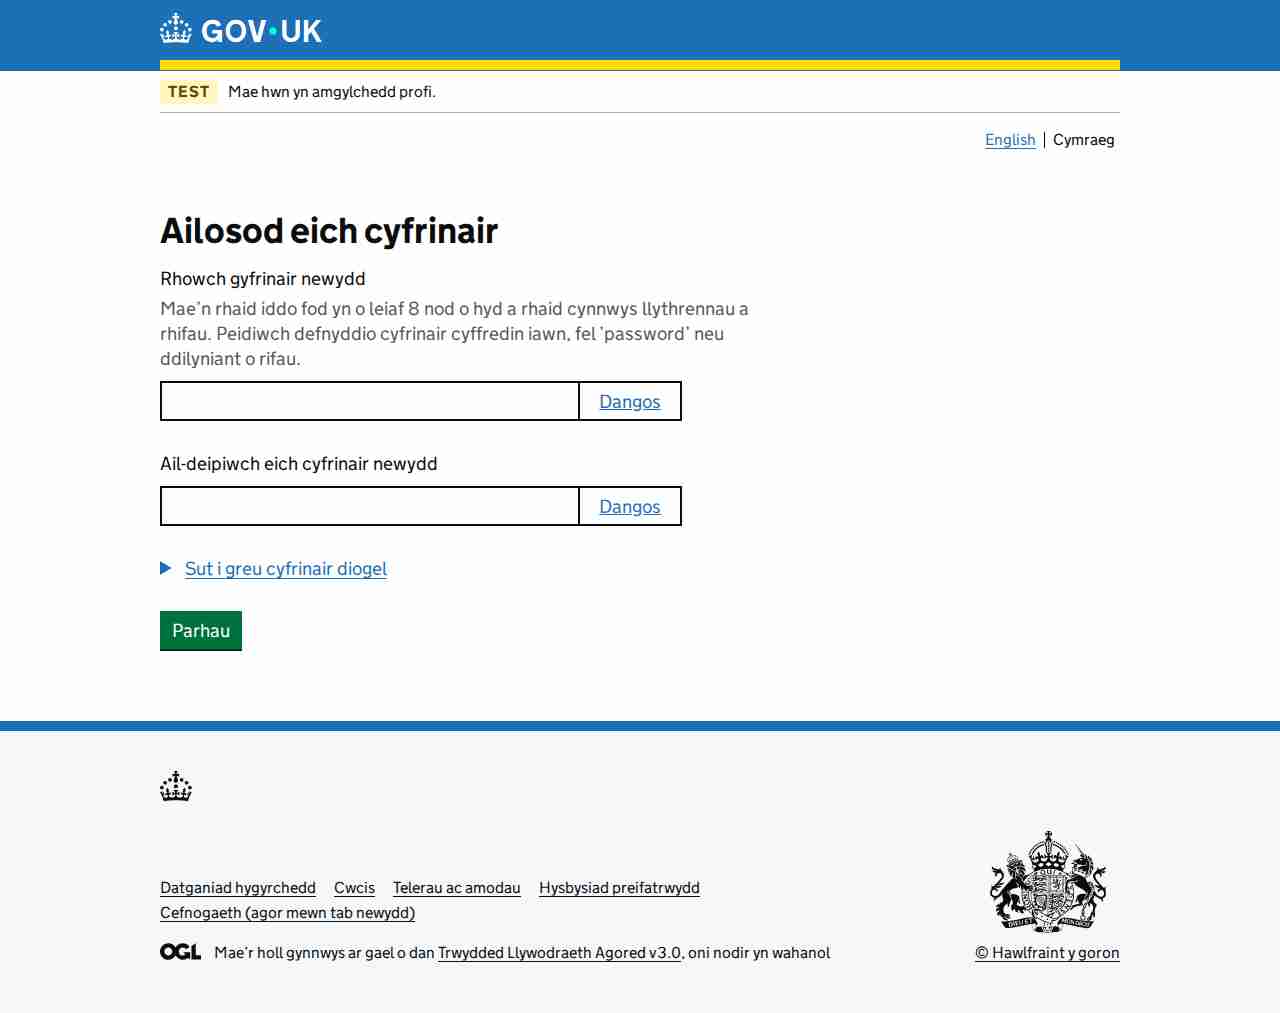 GOV·UK
TEST Mae hwn yn amgylchedd profi.
English Cymraeg
Ailosod eich cyfrinair
Rhowch gyfrinair newydd
Mae’n rhaid iddo fod yn o leiaf 8 nod o hyd a rhaid cynnwys llythrennau a
rhifau. Peidiwch defnyddio cyfrinair cyffredin iawn, fel ’password’ neu
ddilyniant o rifau.
Dangos
Ail-deipiwch eich cyfrinair newydd
Dangos
Sut i greu cyfrinair diogel
Parhau
Datganiad hygyrchedd Cwcis Telerau ac amodau Hysbysiad preifatrwydd
Cefnogaeth (agor mewn tab newydd)
OGL Mae’r holl gynnwys ar gael o dan Trwydded Llywodraeth Agored v3.0, oni nodir yn wahanol
© Hawlfraint y goron